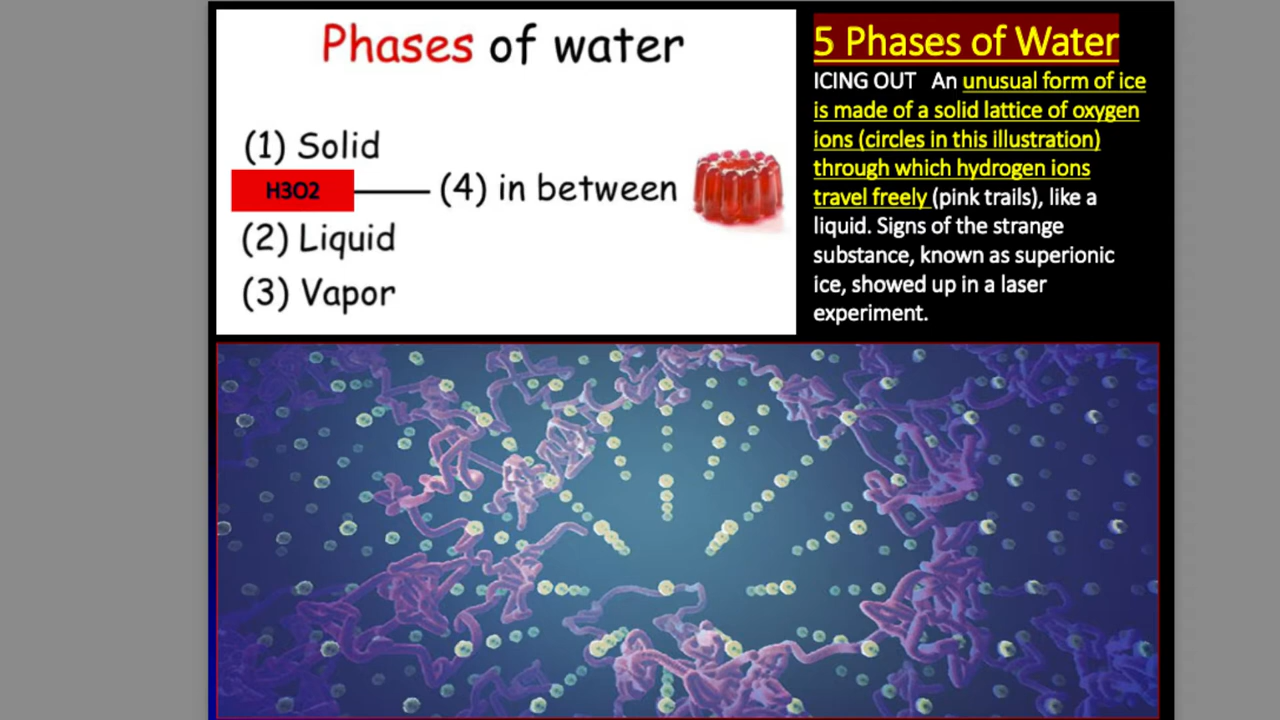 Phases of water
(1) Solid
H3O2 (4) in between
(2) Liquid
(3) Vapor
5 Phases of Water
ICING OUT An unusual form of ice
is made of a solid lattice of oxygen
ions (circles in this illustration)
through which hydrogen ions
travel freely (pink trails), like a
liquid. Signs of the strange
substance, known as superionic
ice, showed up in a laser
experiment.